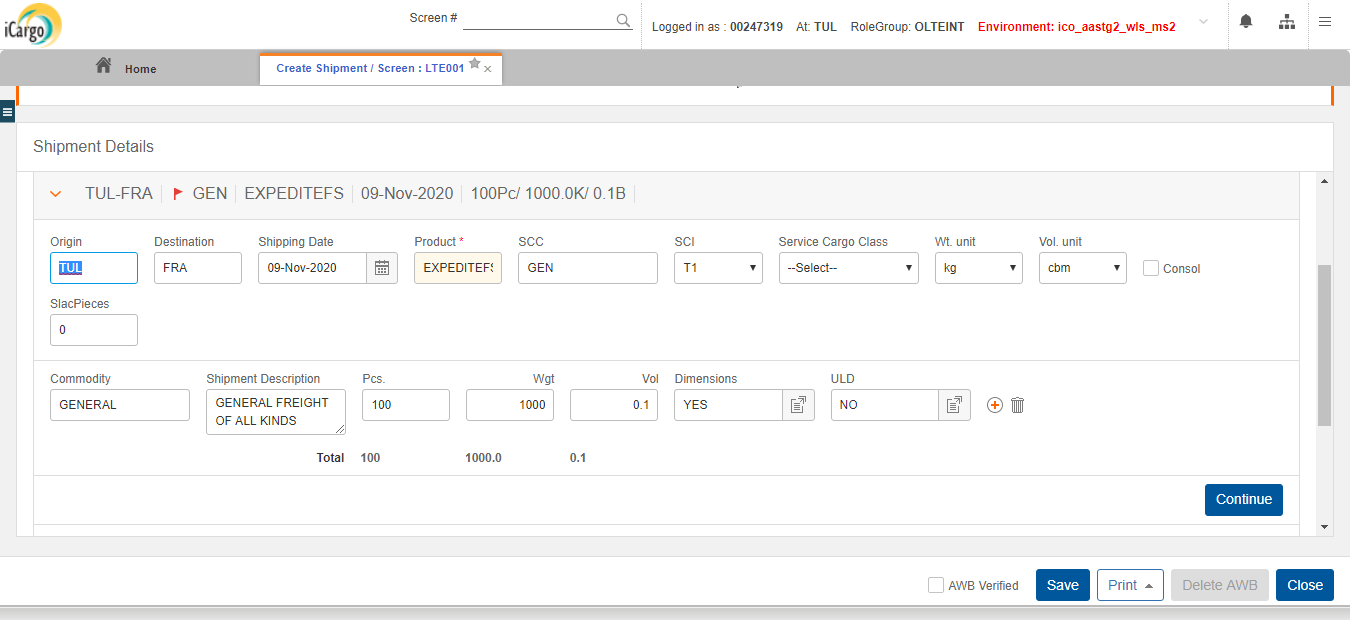 iCargo
Screen #
Logged in as : 00247319 At: TUL RoleGroup: OLTEINT Environment: ico_aastg2_wls_ms2
Home
Create Shipment / Screen : LTE001
Shipment Details
TUL-FRA GEN EXPEDITEFS 09-Nov-2020 100Pc/ 1000.0K/ 0.1B
Origin Destination Shipping Date Product * SCC SCI Service Cargo Class Wt. unit Vol. unit
TUL FRA 09-Nov-2020 EXPEDITEFS GEN T1 --Select-- kg cbm Consol
SlacPieces
0
Commodity Shipment Description Pcs. Wgt Vol Dimensions ULD
GENERAL GENERAL FREIGHT OF ALL KINDS 100 1000 0.1 YES NO
Total 100 1000.0 0.1
Continue
AWB Verified Save Print Delete AWB Close